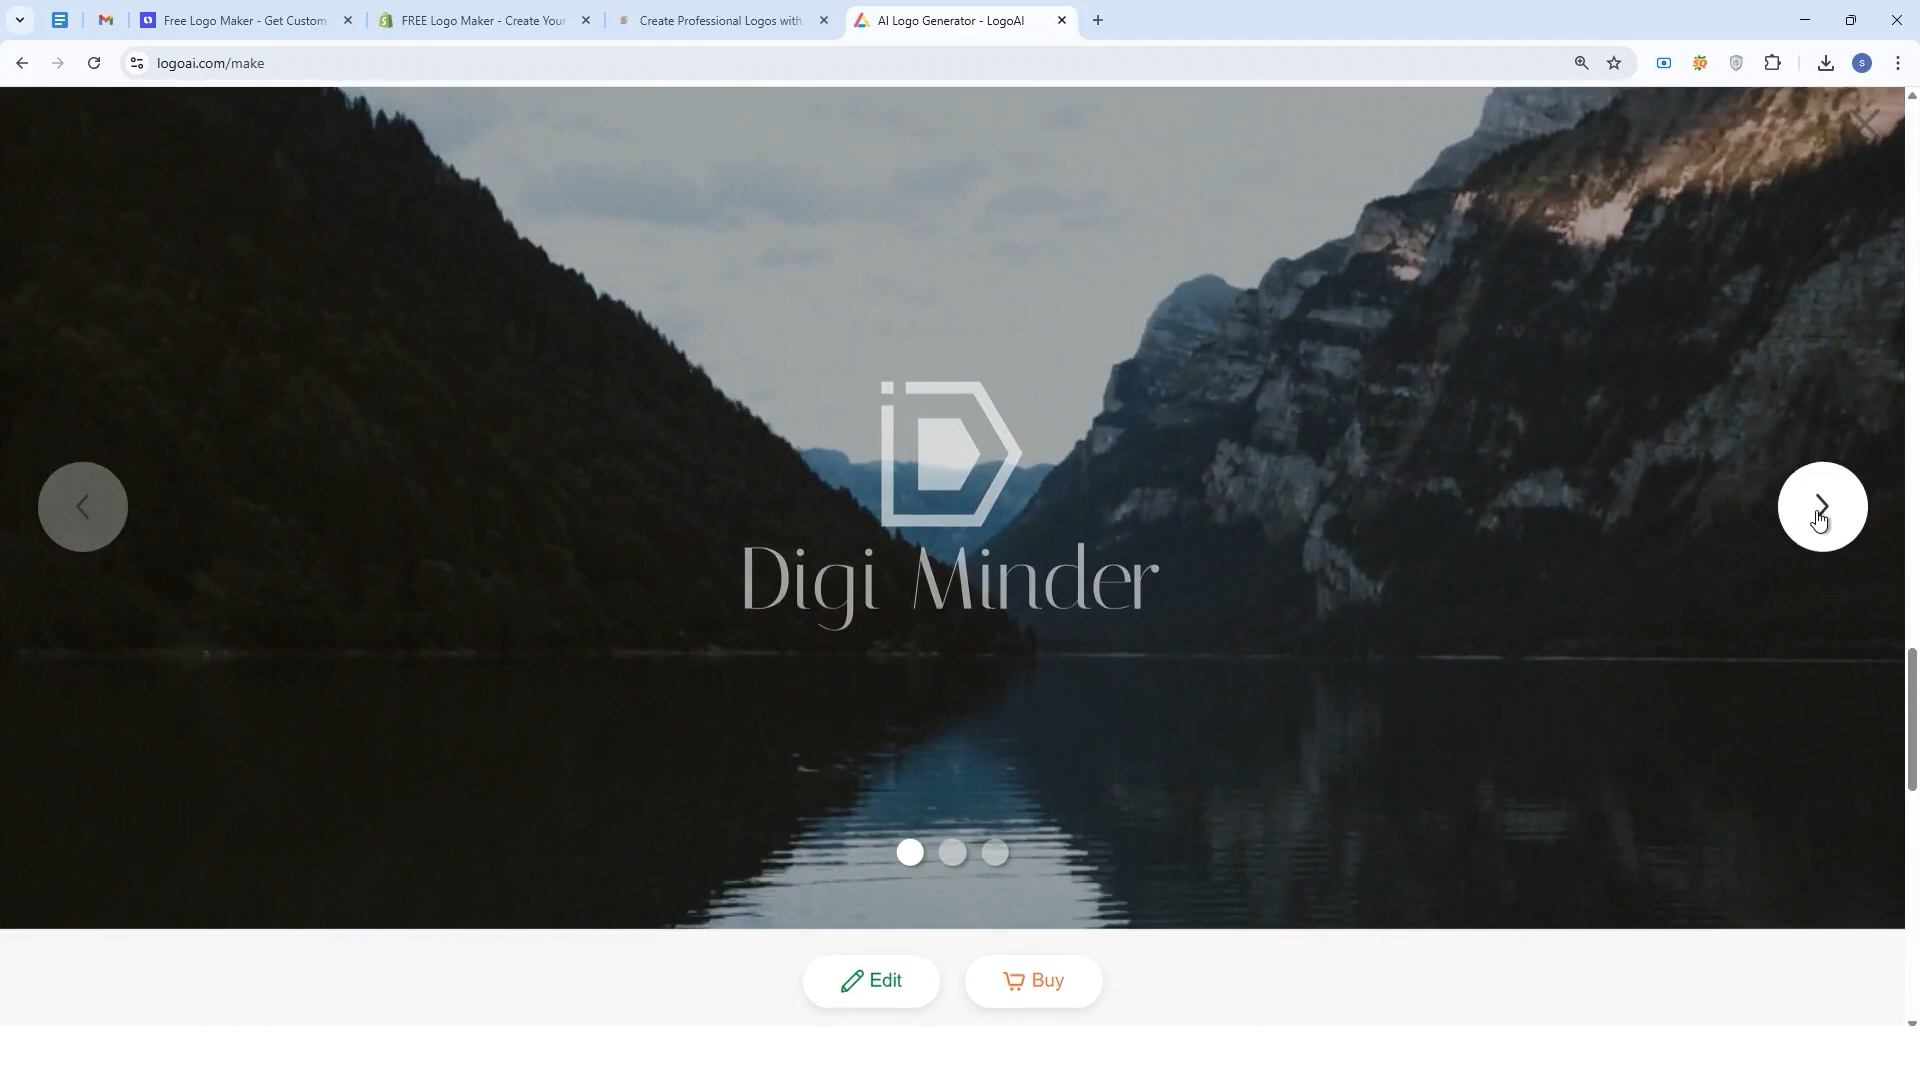 Free Logo Maker - Get Custom
FREE Logo Maker - Create Your
Create Professional Logos with
AI Logo Generator - LogoAI
logoai.com/make
SQ
S
D
Digi Minder
Edit
Buy